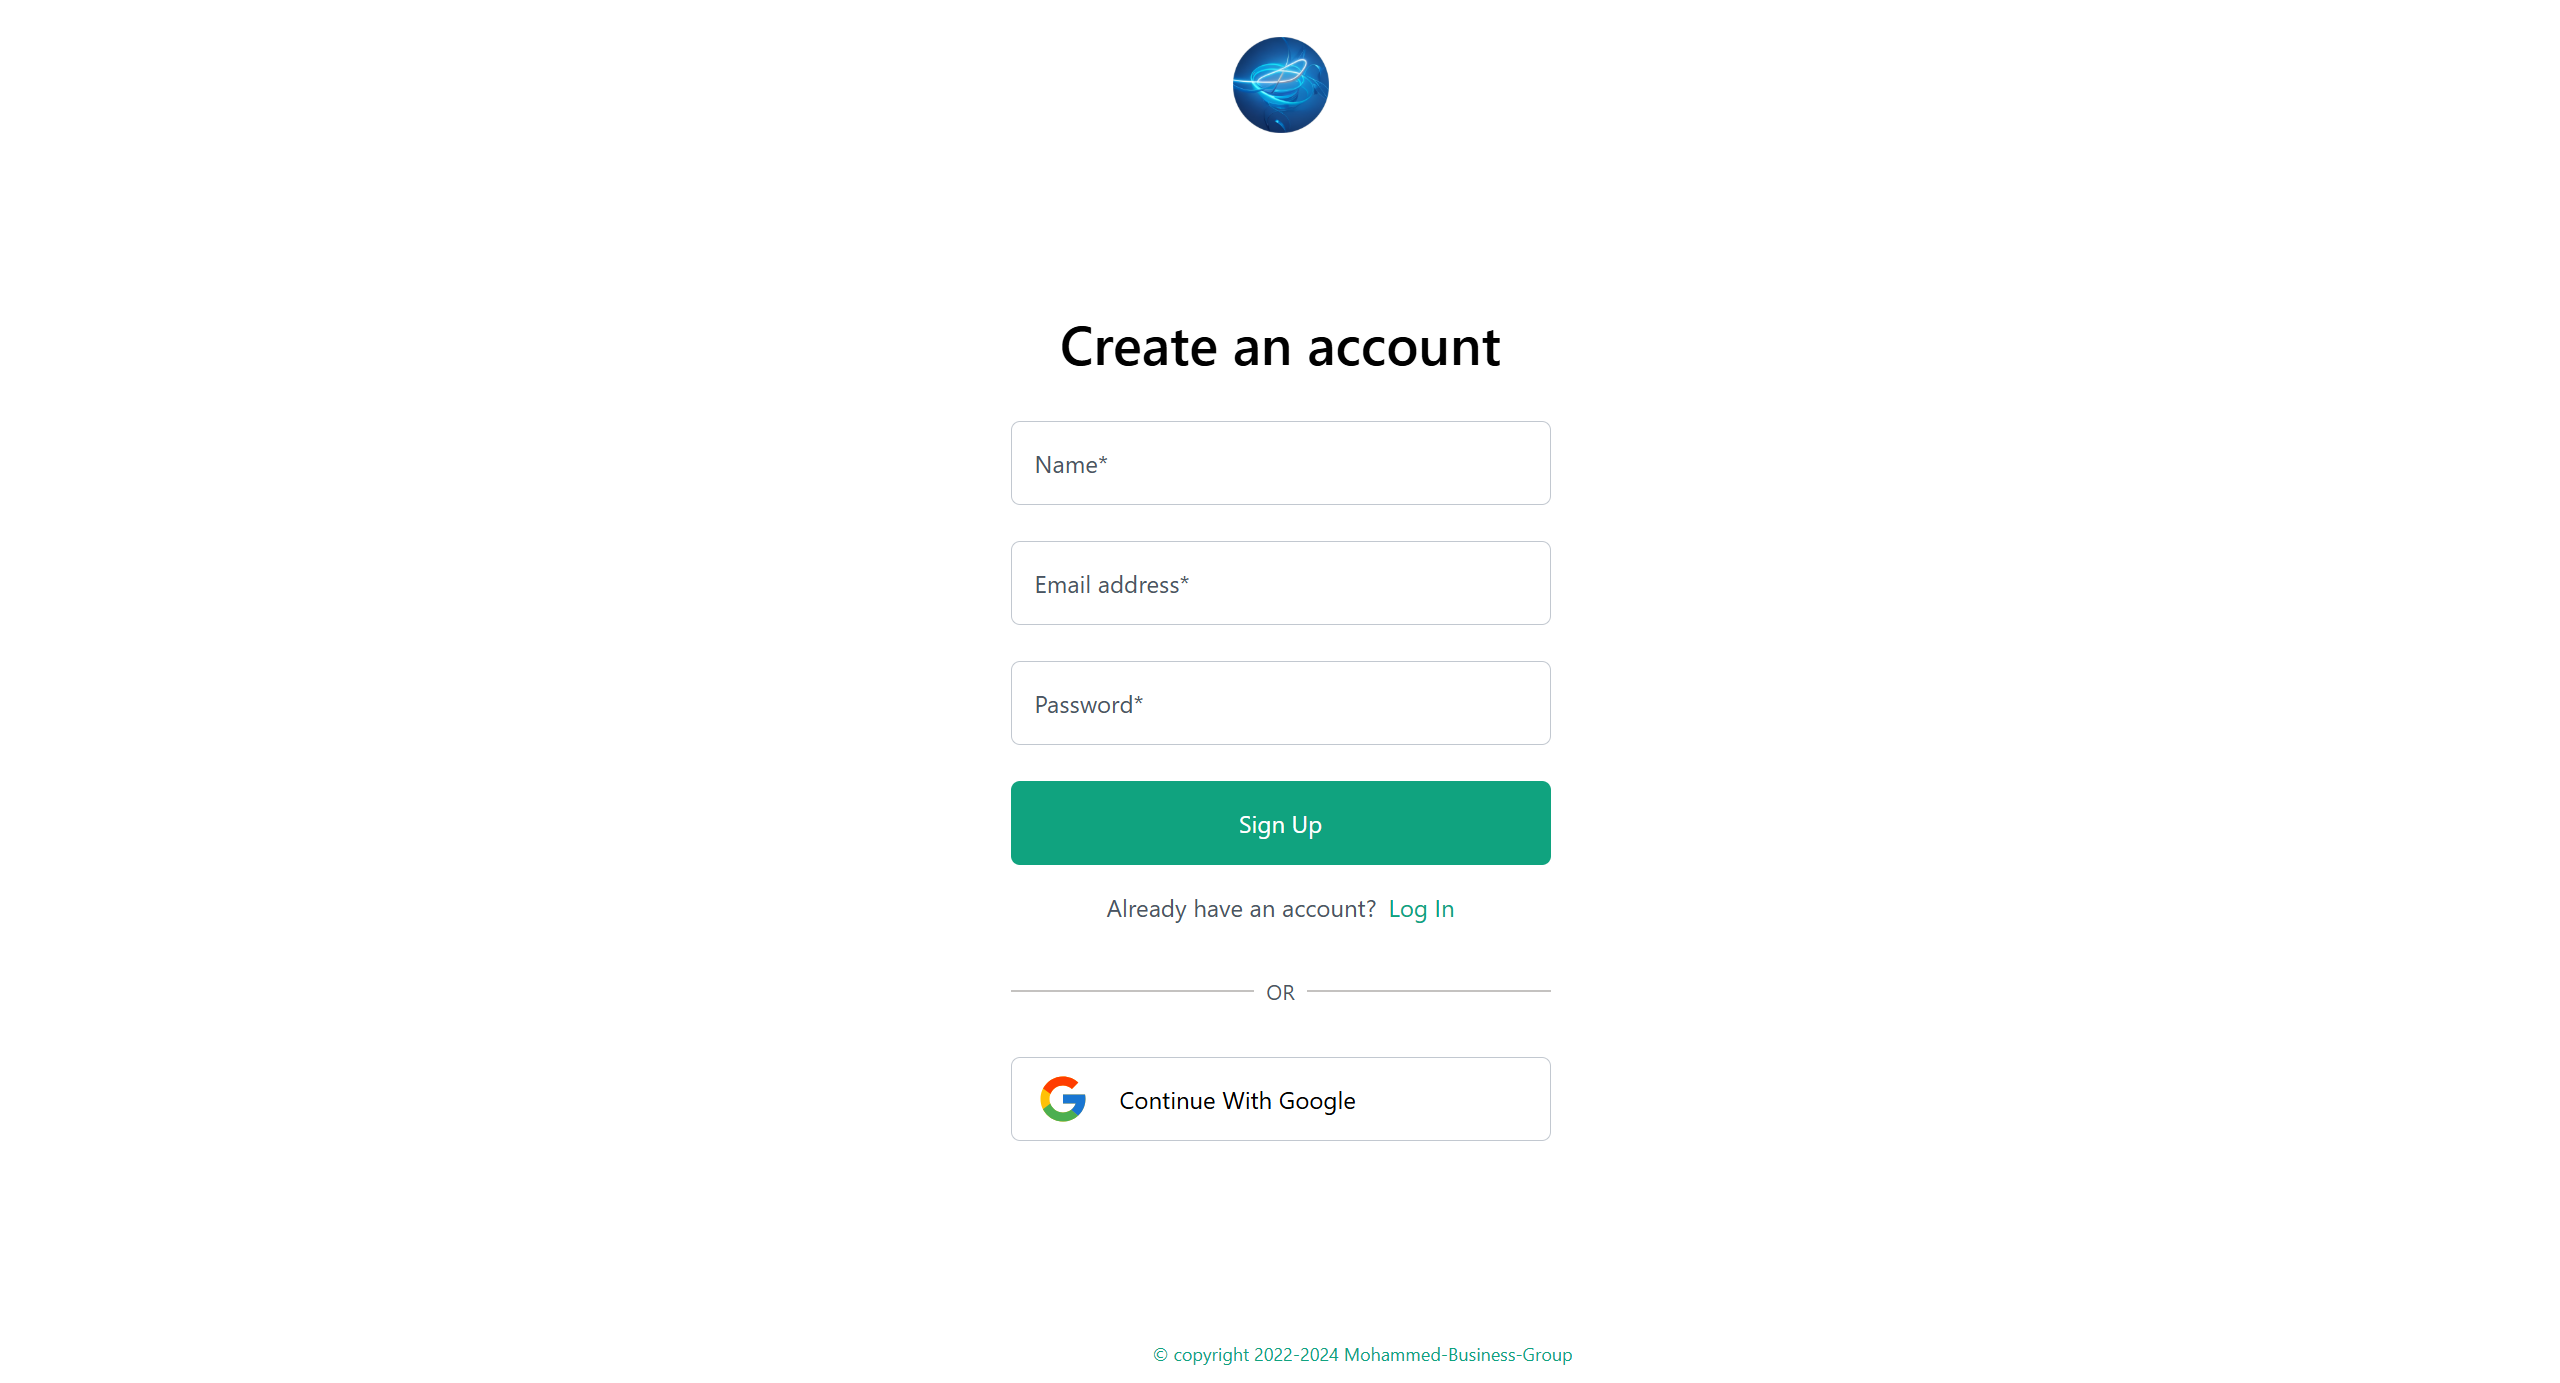 Create an account
Name*
Email address*
Password*
Sign Up
Already have an account? Log In
OR
Continue With Google
© copyright 2022-2024 Mohammed-Business-Group